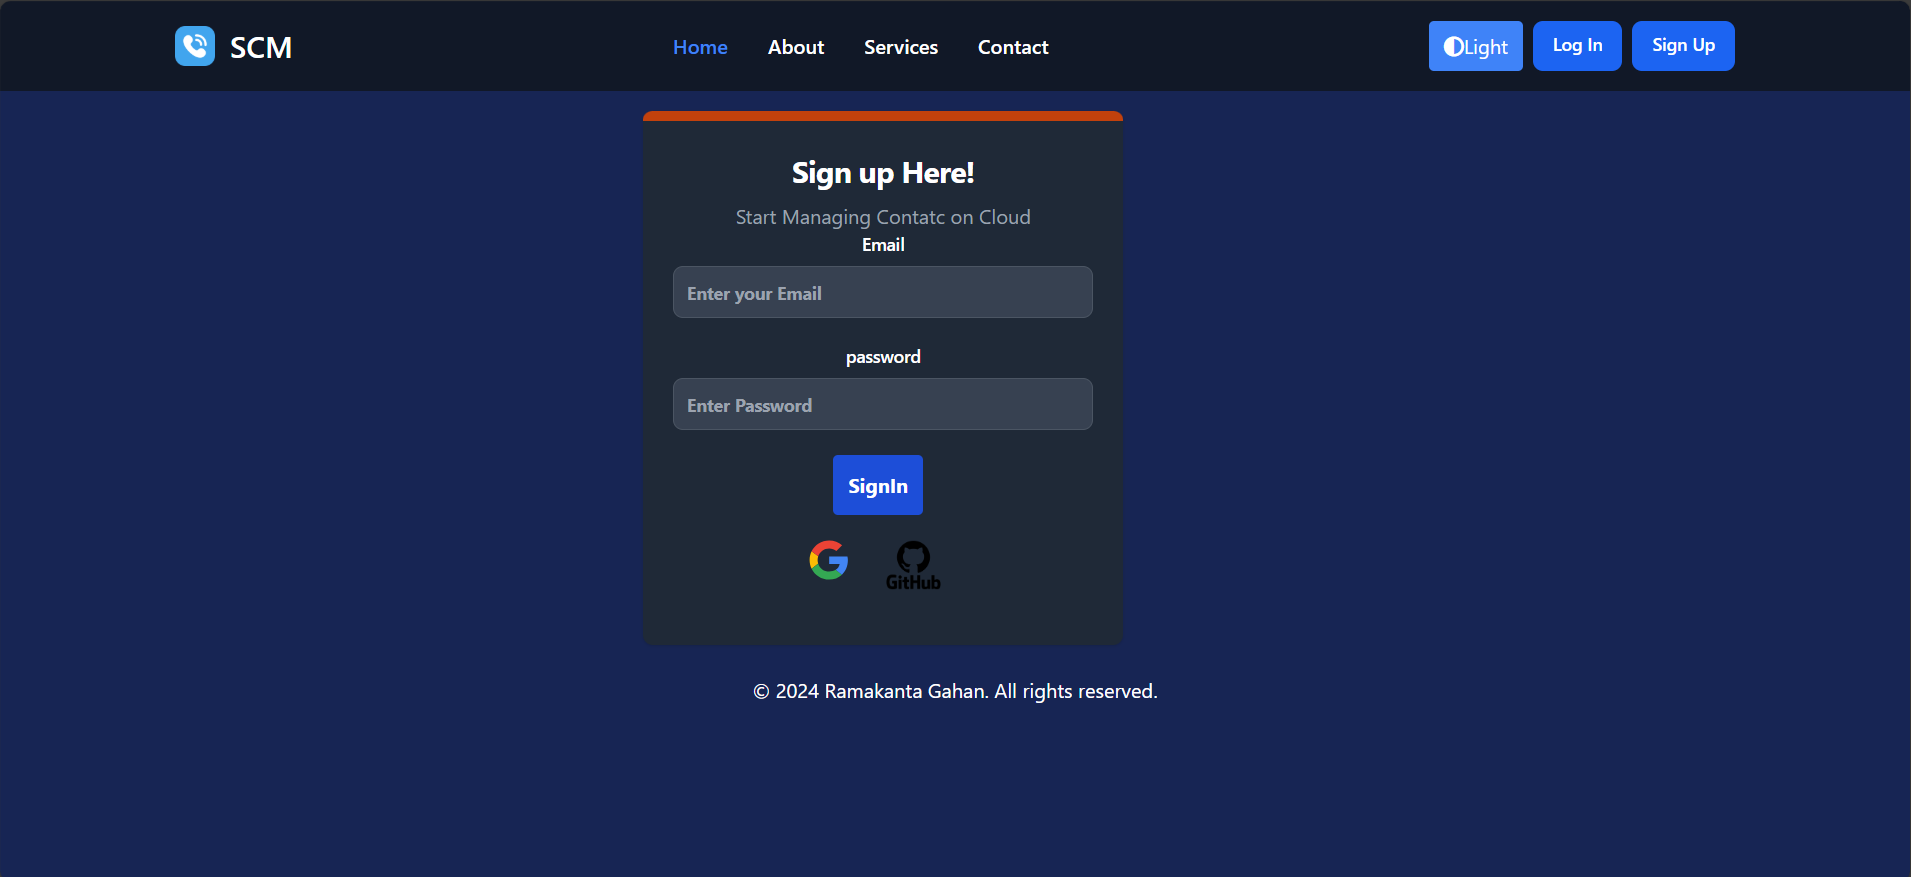 SCM
Home About Services Contact
Light Log In Sign Up
Sign up Here!
Start Managing Contatc on Cloud
Email
Enter your Email
password
Enter Password
SignIn
GitHub
© 2024 Ramakanta Gahan. All rights reserved.